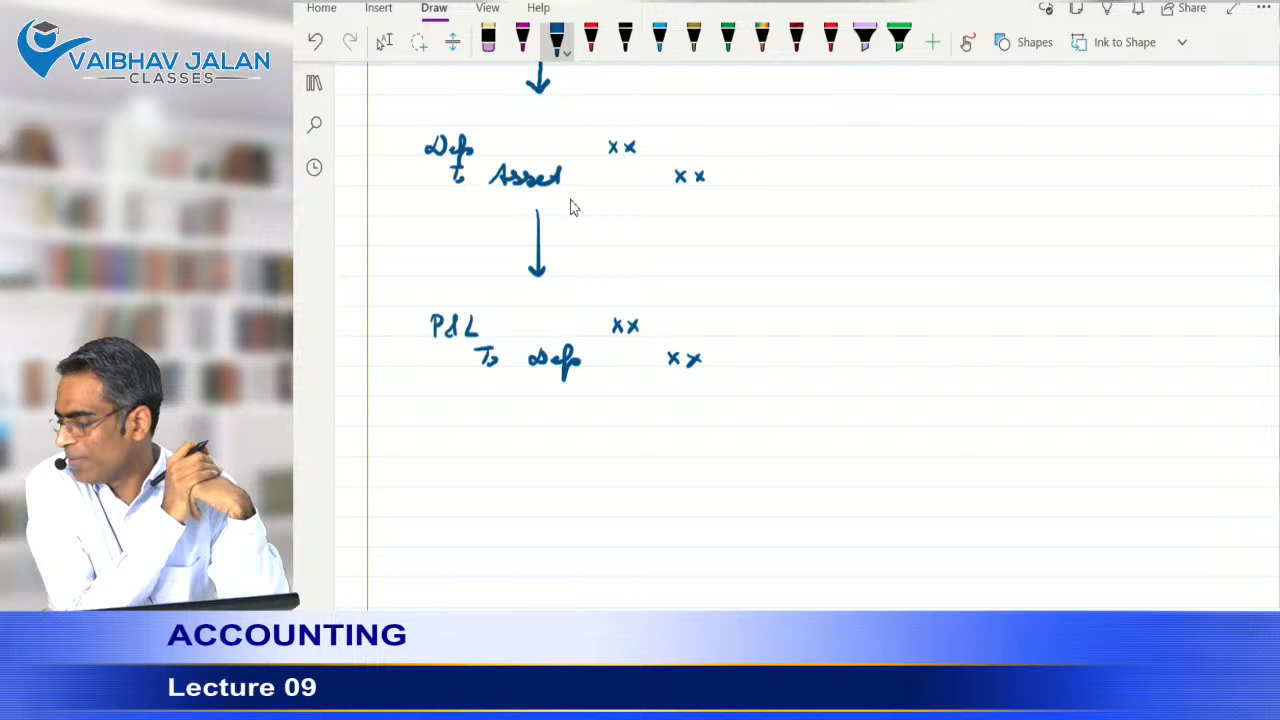 VAIBHAV JALAN
CLASSES
Home Insert Draw View Help
Share
Shapes
Ink to Shape
Dep xx
To Asset xx
P&L xx
To Dep xx
ACCOUNTING
Lecture 09